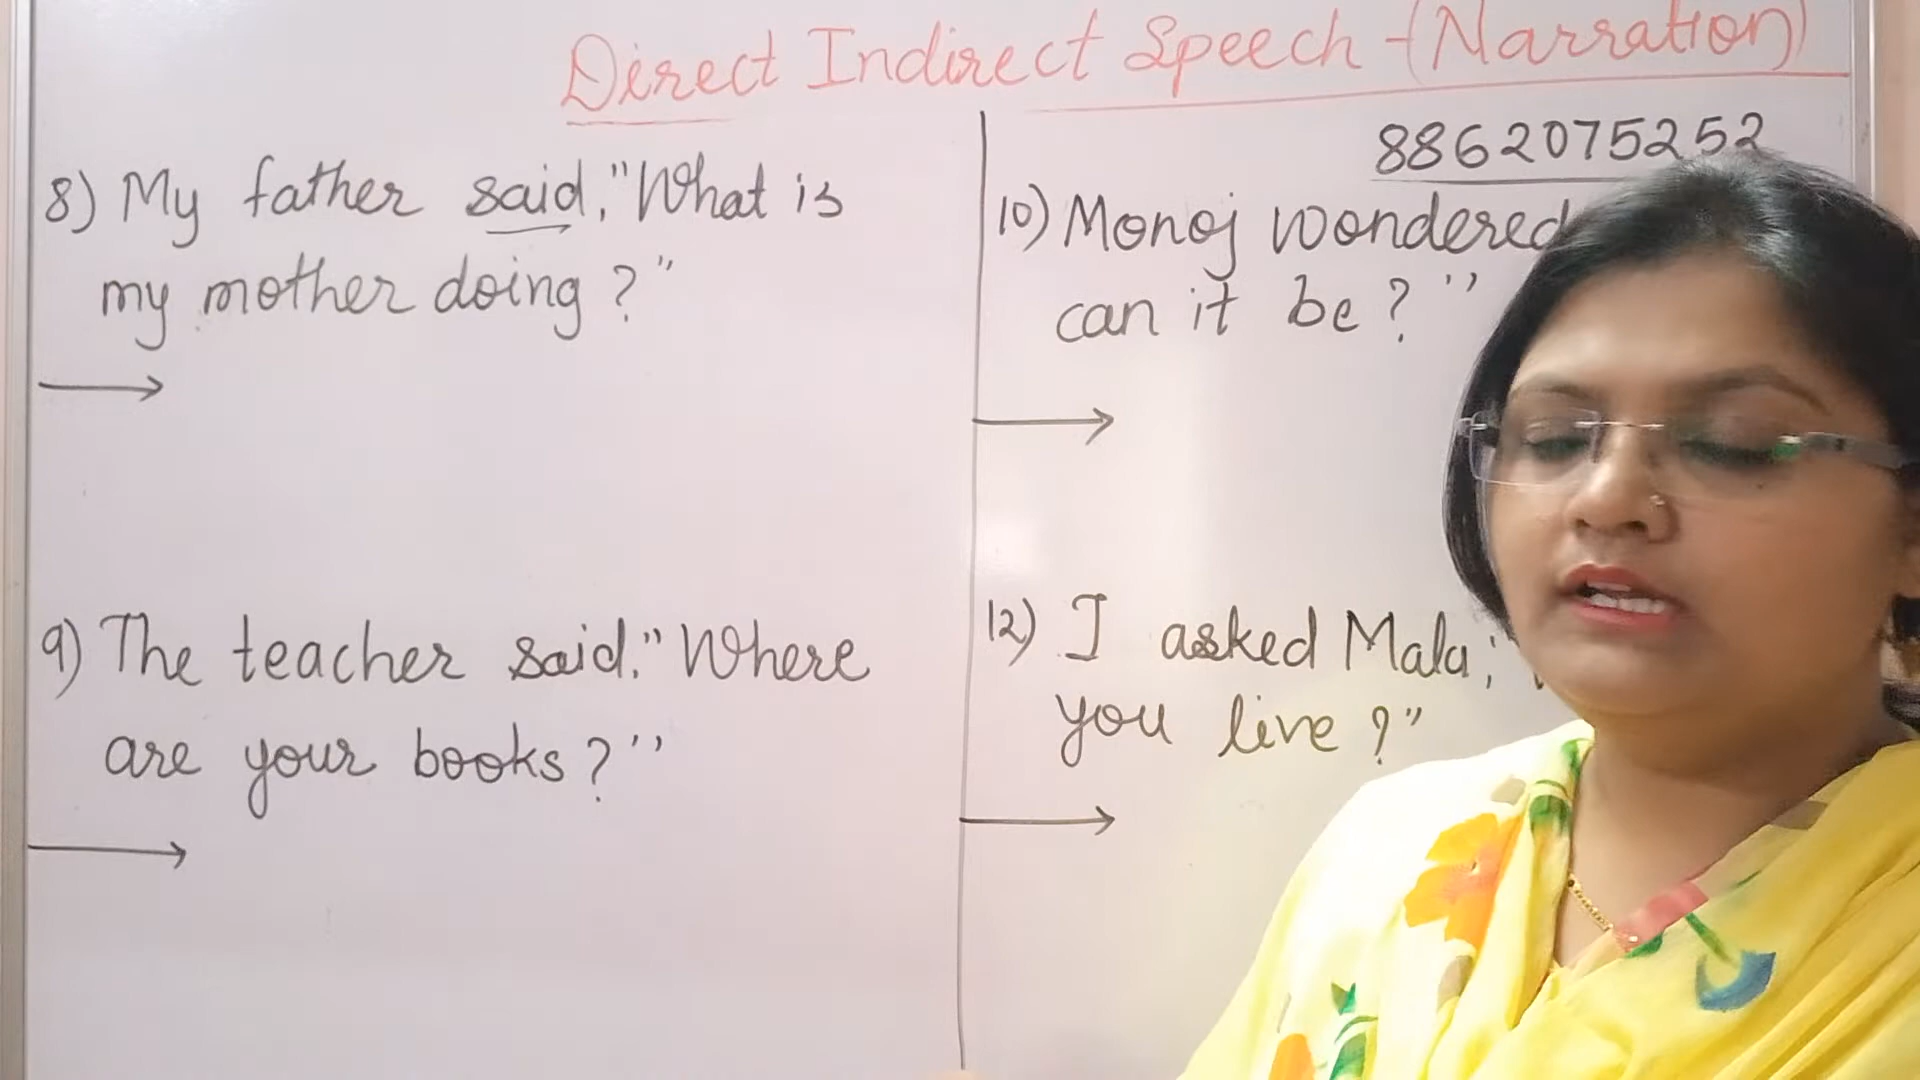 Direct Indirect Speech - (Narration)
8862075252
8) My father said, "What is
my mother doing ? "
9) The teacher said. " Where
are your books ? ''
10) Monoj wondered
can it be ? ''
12) I asked Mala, "
you live ? "